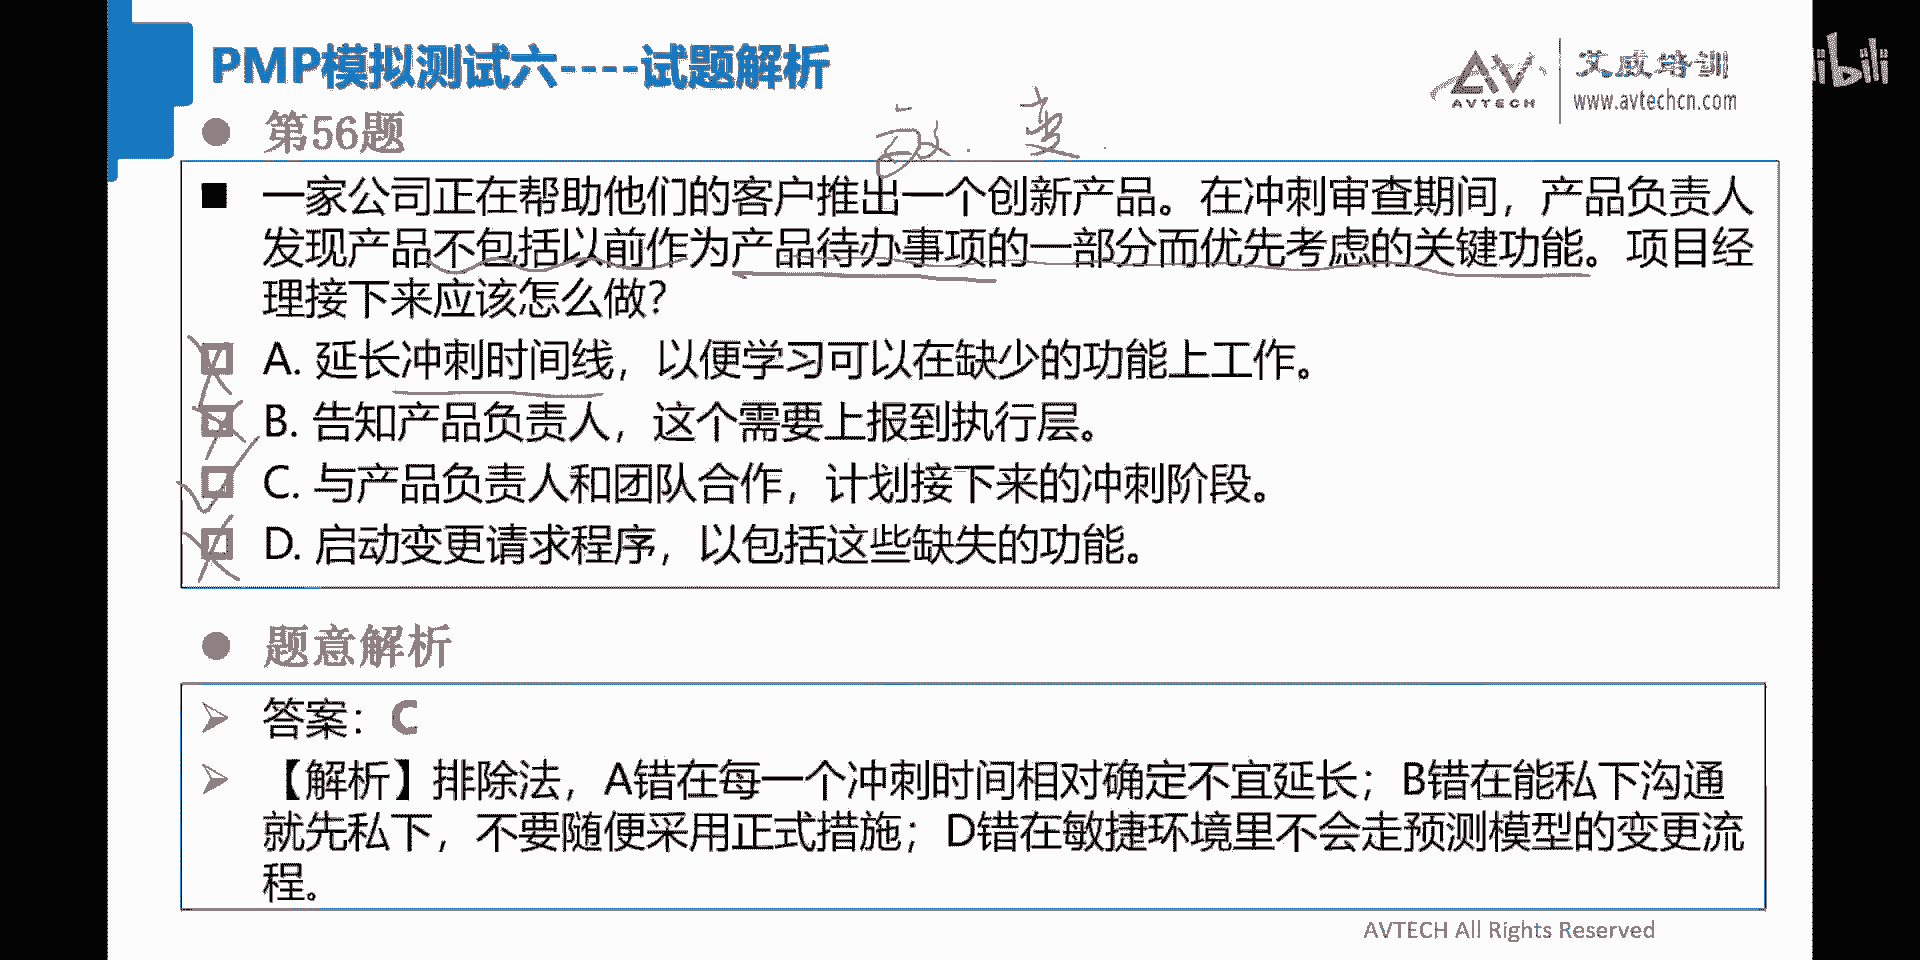 PMP模拟测试六----试题解析
AVTECH
艾威培训
www.avtechcn.com
bili
第56题
敏. 变.
一家公司正在帮助他们的客户推出一个创新产品。在冲刺审查期间，产品负责人
发现产品不包括以前作为产品待办事项的一部分而优先考虑的关键功能。项目经
理接下来应该怎么做？
A. 延长冲刺时间线，以便学习可以在缺少的功能上工作。
B. 告知产品负责人，这个需要上报到执行层。
C. 与产品负责人和团队合作，计划接下来的冲刺阶段。
D. 启动变更请求程序，以包括这些缺失的功能。
题意解析
答案：C
【解析】排除法，A错在每一个冲刺时间相对确定不宜延长；B错在能私下沟通
就先私下，不要随便采用正式措施；D错在敏捷环境里不会走预测模型的变更流
程。
AVTECH All Rights Reserved